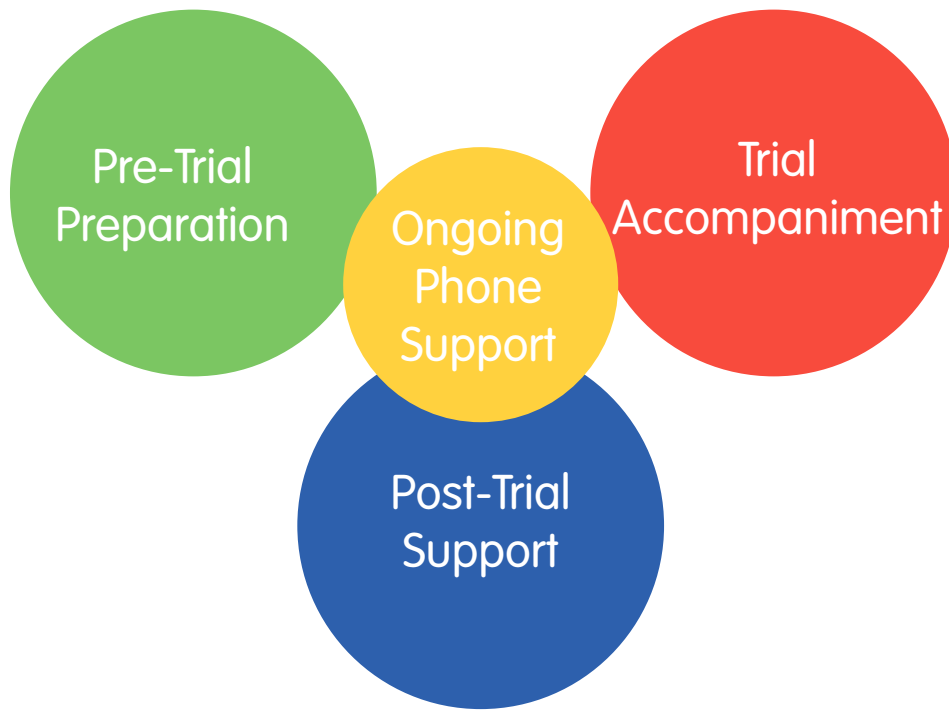 Pre-Trial
Preparation
Trial
Accompaniment
Ongoing
Phone
Support
Post-Trial
Support